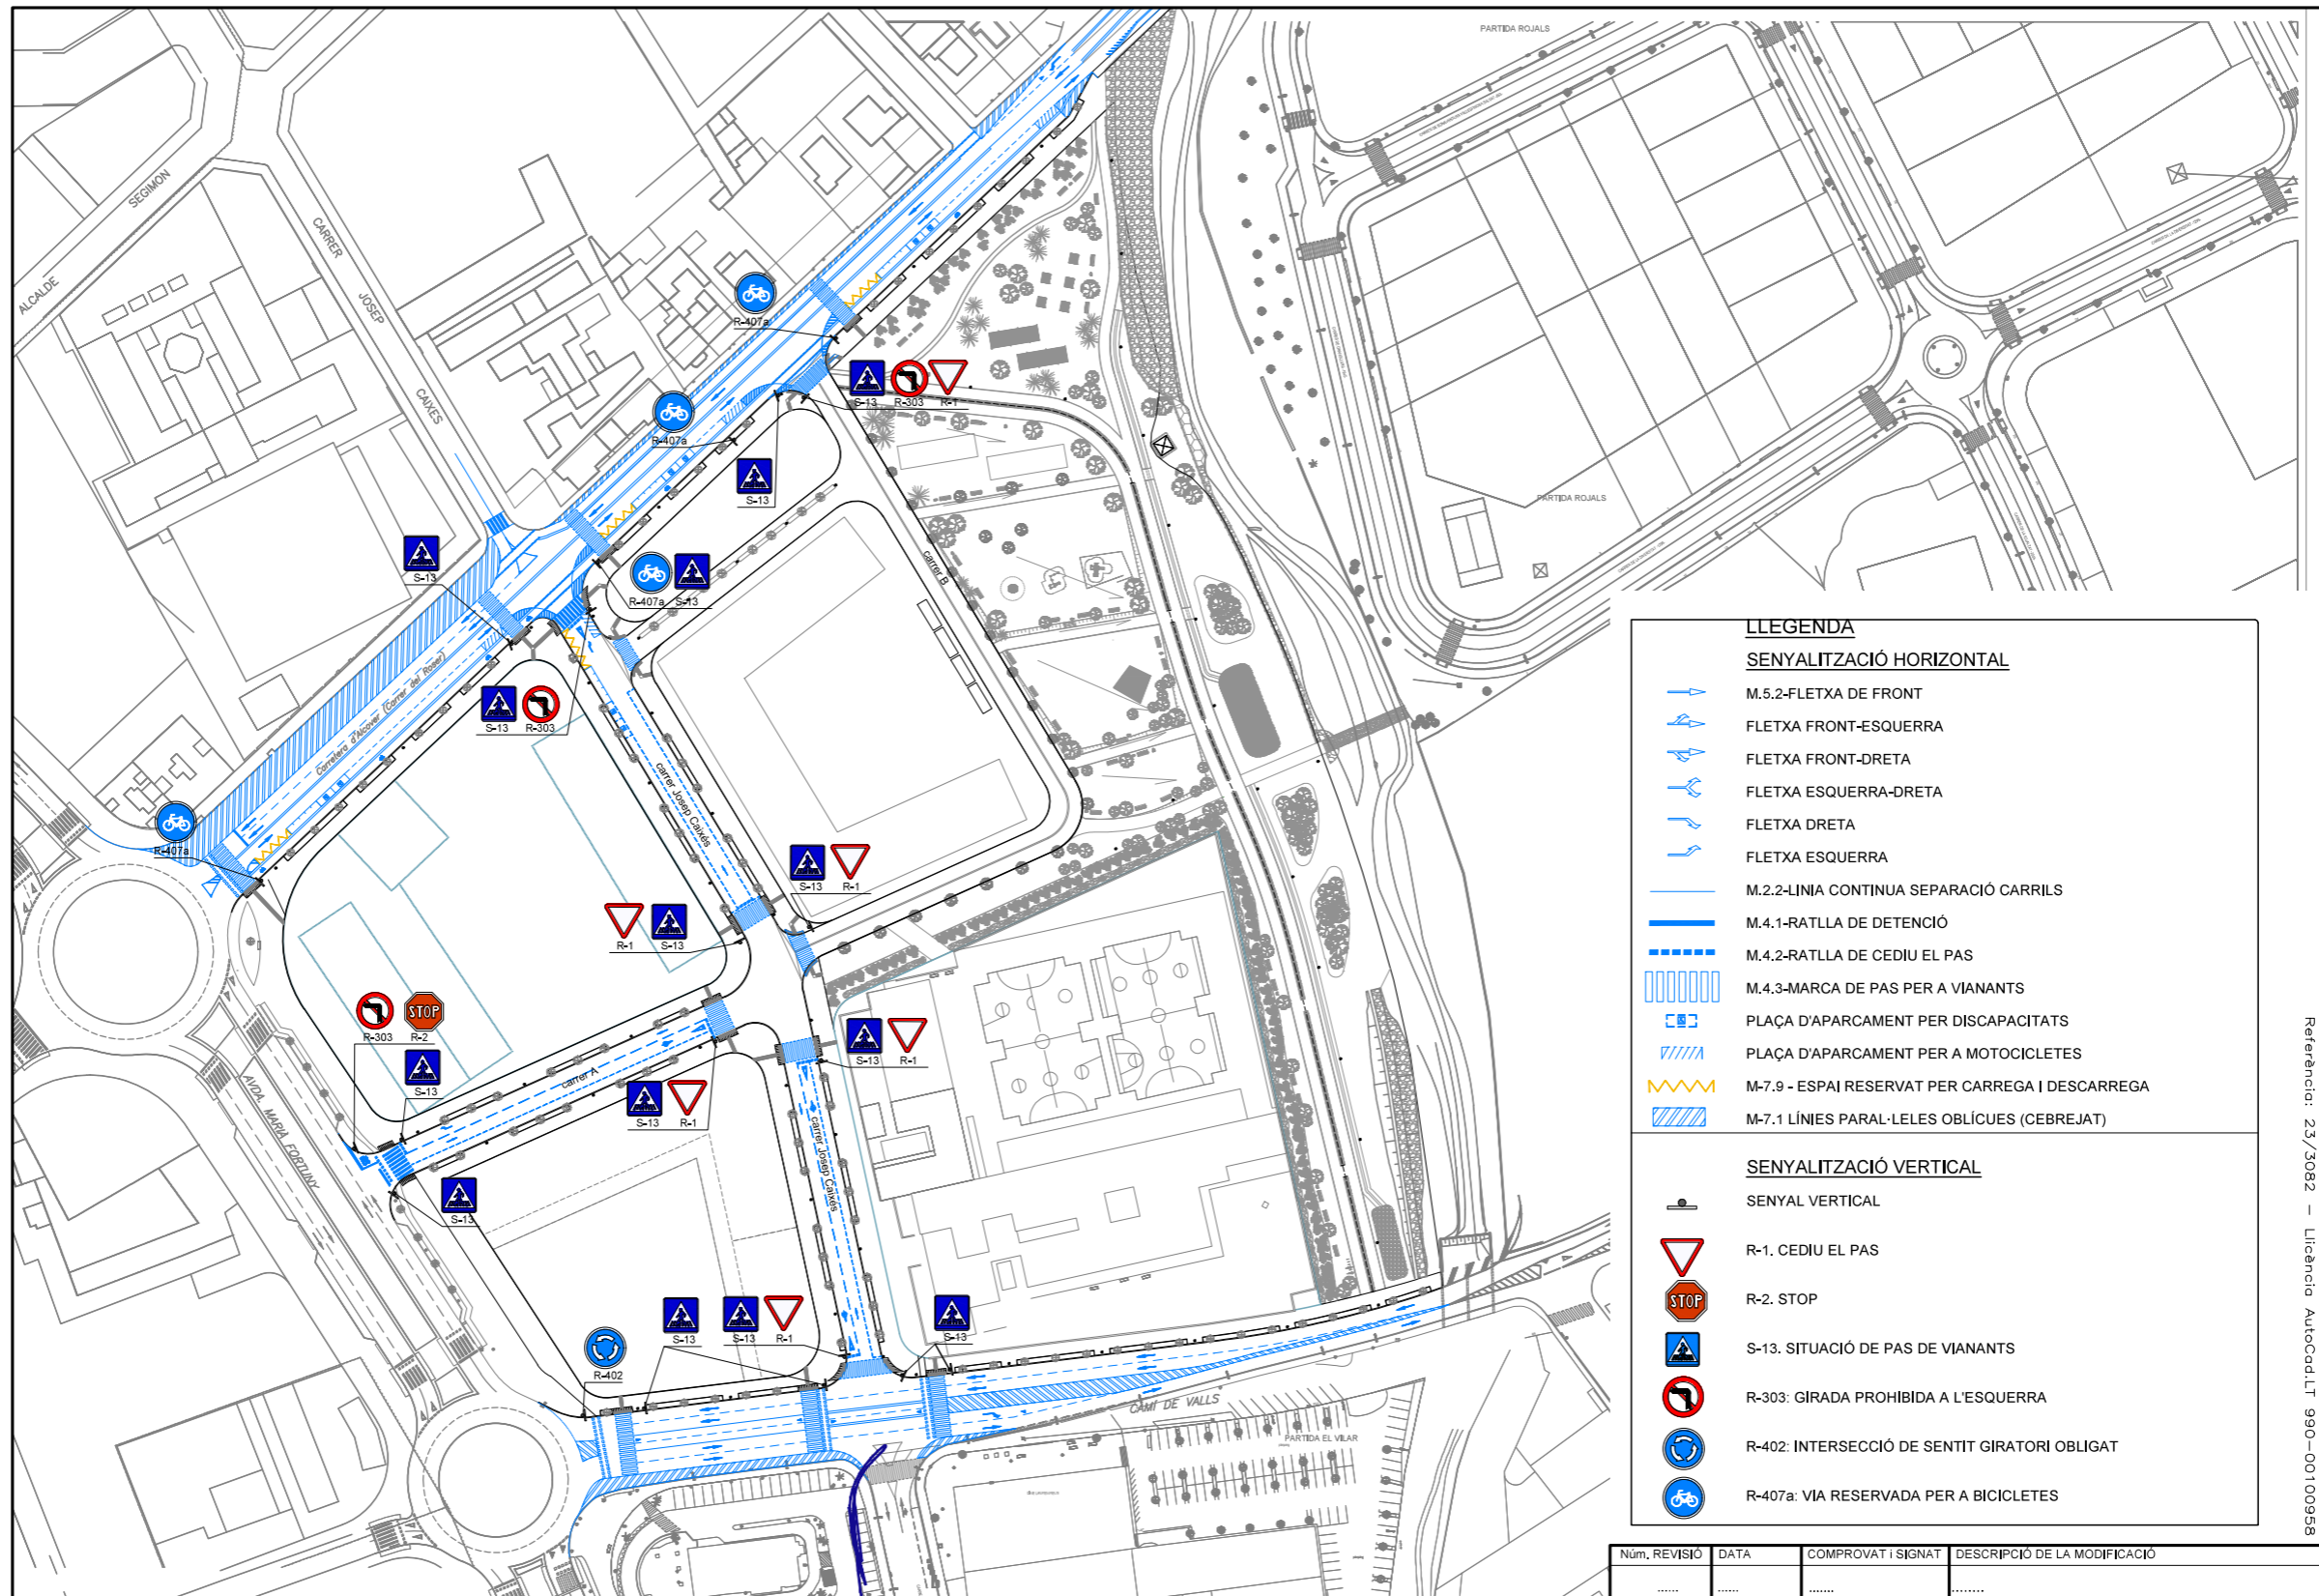 PARTIDA ROJALS
SEGIMON
ALCALDE
CARRER
JOSEP
CAIXES
R-407a
S-13 R-303 R-1
R-407a
S-13
PARTIDA ROJALS
S-13
R-407a S-13
carrer B
Carretera d'Alcover (Carrer del Roser)
S-13 R-303
carrer Josep Caixés
R-407a
S-13 R-1
R-1 S-13
R-303 R-2
STOP
S-13
S-13 R-1
carrer A
S-13 R-1
carrer Josep Caixés
AVDA. MARIÀ FORTUNY
S-13
S-13
S-13 R-1
S-13
R-402
CAMÍ DE VALLS
PARTIDA EL VILAR
LLEGENDA
SENYALITZACIÓ HORIZONTAL
M.5.2-FLETXA DE FRONT
FLETXA FRONT-ESQUERRA
FLETXA FRONT-DRETA
FLETXA ESQUERRA-DRETA
FLETXA DRETA
FLETXA ESQUERRA
M.2.2-LINIA CONTINUA SEPARACIÓ CARRILS
M.4.1-RATLLA DE DETENCIÓ
M.4.2-RATLLA DE CEDIU EL PAS
M.4.3-MARCA DE PAS PER A VIANANTS
PLAÇA D'APARCAMENT PER DISCAPACITATS
PLAÇA D'APARCAMENT PER A MOTOCICLETES
M-7.9 - ESPAI RESERVAT PER CARREGA I DESCARREGA
M-7.1 LÍNIES PARAL·LELES OBLÍCUES (CEBREJAT)
SENYALITZACIÓ VERTICAL
SENYAL VERTICAL
R-1. CEDIU EL PAS
STOP
R-2. STOP
S-13. SITUACIÓ DE PAS DE VIANANTS
R-303: GIRADA PROHIBIDA A L'ESQUERRA
R-402: INTERSECCIÓ DE SENTIT GIRATORI OBLIGAT
R-407a: VIA RESERVADA PER A BICICLETES
Referència: 23/3082 - Llicència AutoCad.LT 990-00100958
Núm. REVISIÓ DATA COMPROVAT i SIGNAT DESCRIPCIÓ DE LA MODIFICACIÓ
...... ...... ....... ........